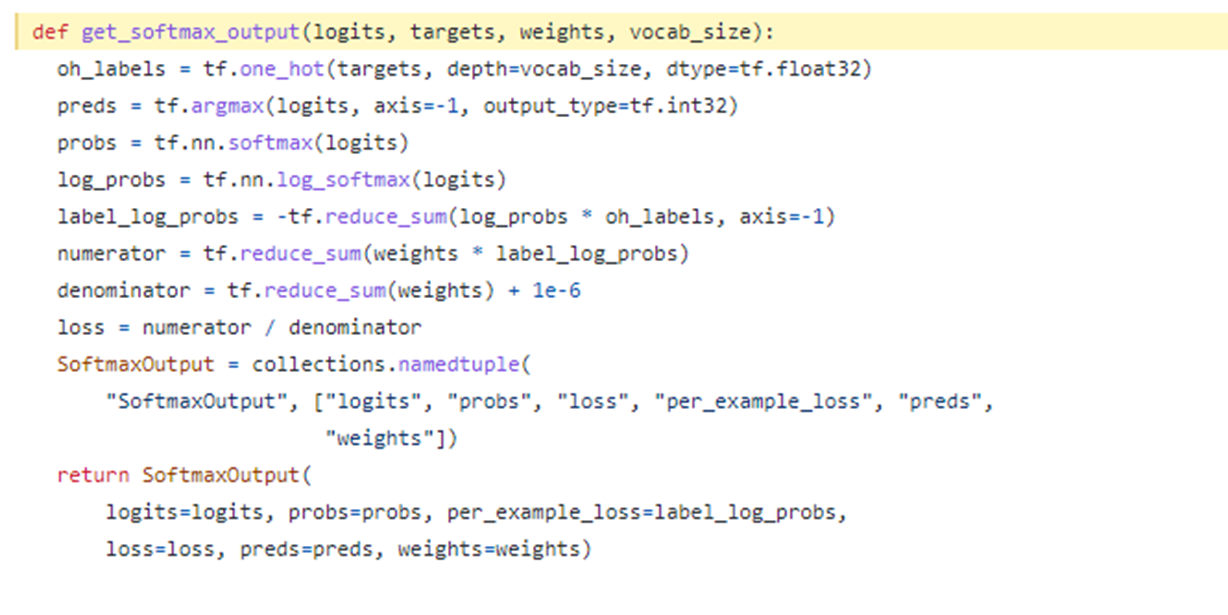 def get_softmax_output(logits, targets, weights, vocab_size):
  oh_labels = tf.one_hot(targets, depth=vocab_size, dtype=tf.float32)
  preds = tf.argmax(logits, axis=-1, output_type=tf.int32)
  probs = tf.nn.softmax(logits)
  log_probs = tf.nn.log_softmax(logits)
  label_log_probs = -tf.reduce_sum(log_probs * oh_labels, axis=-1)
  numerator = tf.reduce_sum(weights * label_log_probs)
  denominator = tf.reduce_sum(weights) + 1e-6
  loss = numerator / denominator
  SoftmaxOutput = collections.namedtuple(
      "SoftmaxOutput", ["logits", "probs", "loss", "per_example_loss", "preds",
                        "weights"])
  return SoftmaxOutput(
      logits=logits, probs=probs, per_example_loss=label_log_probs,
      loss=loss, preds=preds, weights=weights)